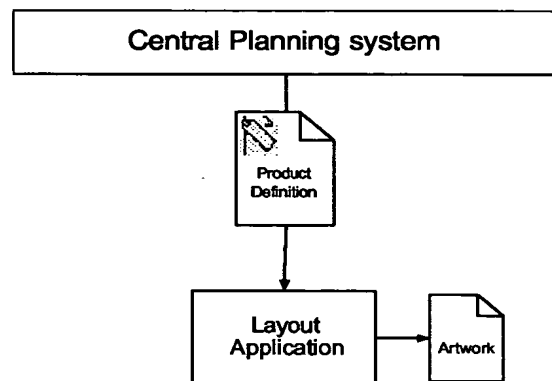 Central Planning system
Product
Definition
Layout
Application
Artwork